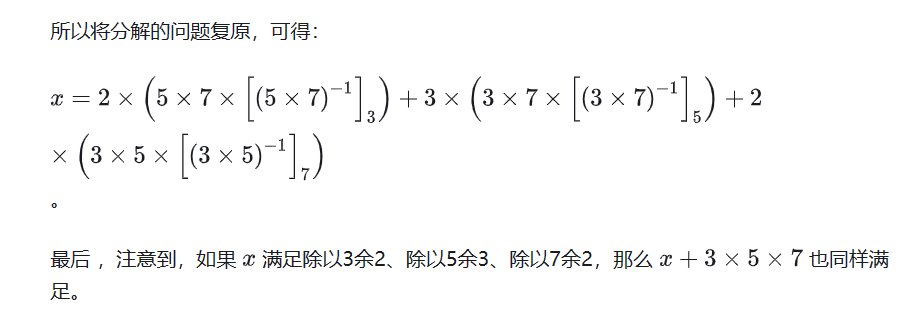 所以将分解的问题复原，可得：
x = 2 × (5 × 7 × [(5 × 7)⁻¹]₃) + 3 × (3 × 7 × [(3 × 7)⁻¹]₅) + 2
× (3 × 5 × [(3 × 5)⁻¹]₇)
。
最后 ，注意到，如果 x 满足除以3余2、除以5余3、除以7余2，那么 x + 3 × 5 × 7 也同样满
足。